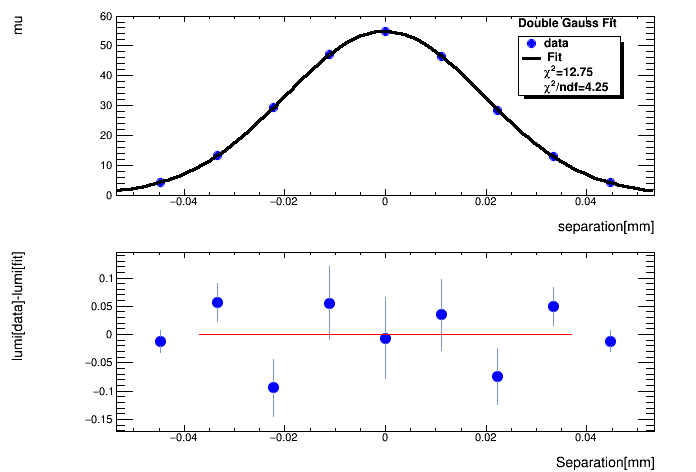 Double Gauss Fit
mu
60
50
40
30
20
10
0
data
Fit
χ²=12.75
χ²/ndf=4.25
−0.04
−0.02
0
0.02
0.04
separation[mm]
lumi[data]-lumi[fit]
0.1
0.05
0
−0.05
−0.1
−0.15
−0.04
−0.02
0
0.02
0.04
Separation[mm]